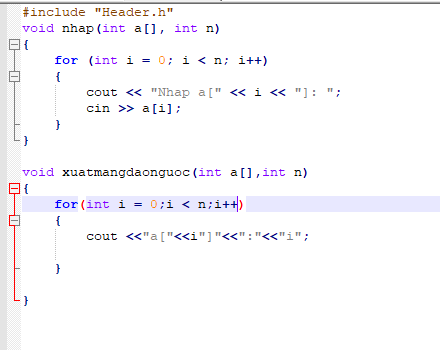 #include "Header.h"
void nhap(int a[], int n)
{
for (int i = 0; i < n; i++)
{
cout << "Nhap a[" << i << "]: ";
cin >> a[i];
}
}
void xuatmangdaonguoc(int a[],int n)
{
for(int i = 0;i < n;i++)
{
cout <<"a["<<i"]"<<":"<<"i";
}
}